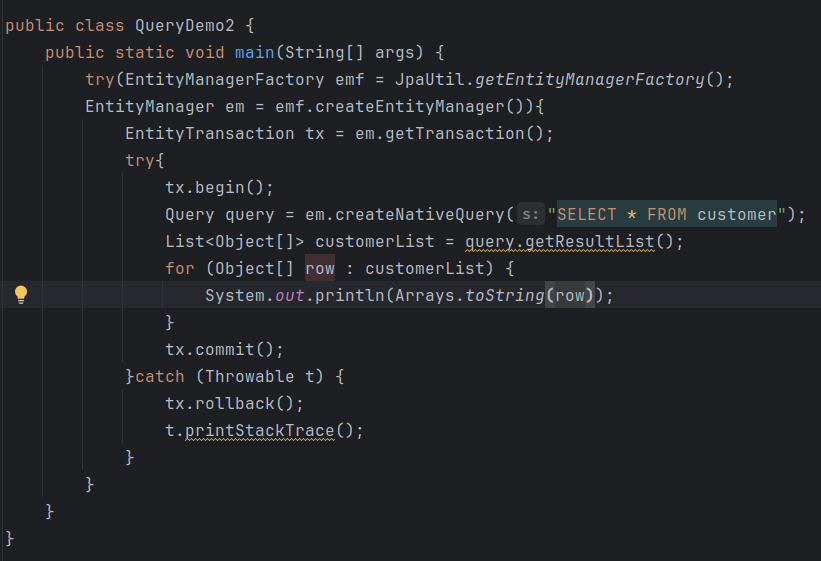 public class QueryDemo2 {
    public static void main(String[] args) {
        try(EntityManagerFactory emf = JpaUtil.getEntityManagerFactory();
        EntityManager em = emf.createEntityManager()){
            EntityTransaction tx = em.getTransaction();
            try{
                tx.begin();
                Query query = em.createNativeQuery( s: "SELECT * FROM customer");
                List<Object[]> customerList = query.getResultList();
                for (Object[] row : customerList) {
                    System.out.println(Arrays.toString(row));
                }
                tx.commit();
            }catch (Throwable t) {
                tx.rollback();
                t.printStackTrace();
            }
        }
    }
}